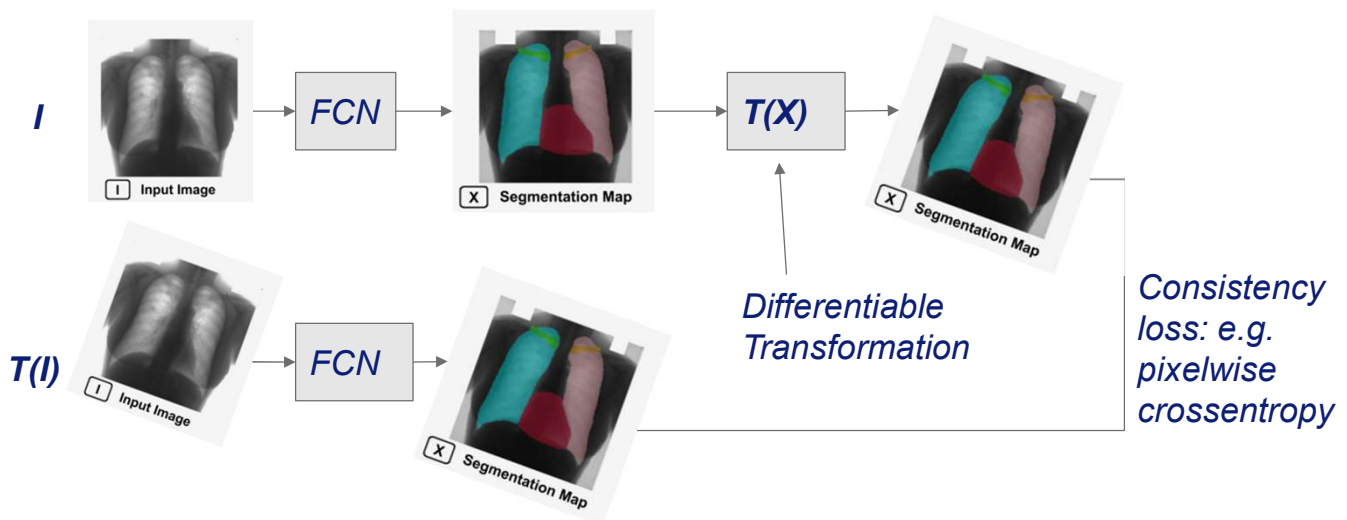 I
I Input Image
FCN
X Segmentation Map
T(X)
X Segmentation Map
T(I)
I Input Image
FCN
X Segmentation Map
Differentiable
Transformation
Consistency
loss: e.g.
pixelwise
crossentropy